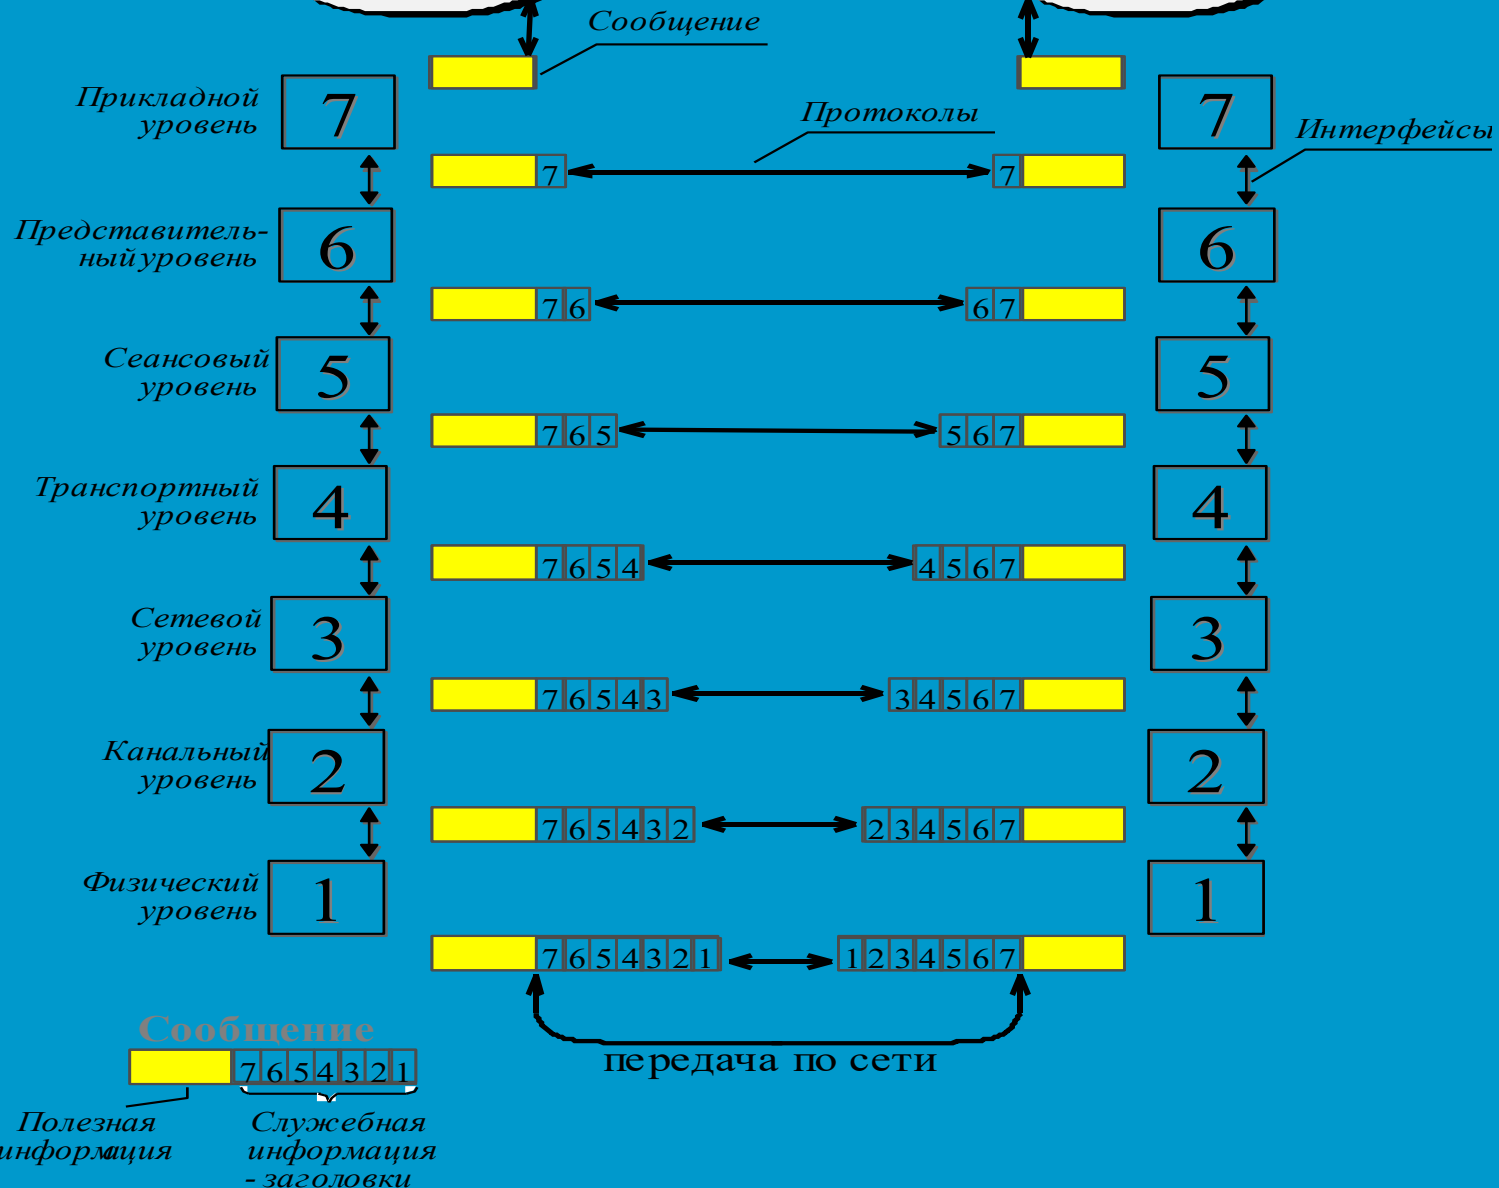 Сообщение
Прикладной
уровень
7
7
Протоколы
Интерфейсы
7
7
Представитель-
ный уровень
6
6
7 6
6 7
Сеансовый
уровень
5
5
7 6 5
5 6 7
Транспортный
уровень
4
4
7 6 5 4
4 5 6 7
Сетевой
уровень
3
3
7 6 5 4 3
3 4 5 6 7
Канальный
уровень
2
2
7 6 5 4 3 2
2 3 4 5 6 7
Физический
уровень
1
1
7 6 5 4 3 2 1
1 2 3 4 5 6 7
передача по сети
Сообщение
7 6 5 4 3 2 1
Полезная
информация
Служебная
информация
- заголовки